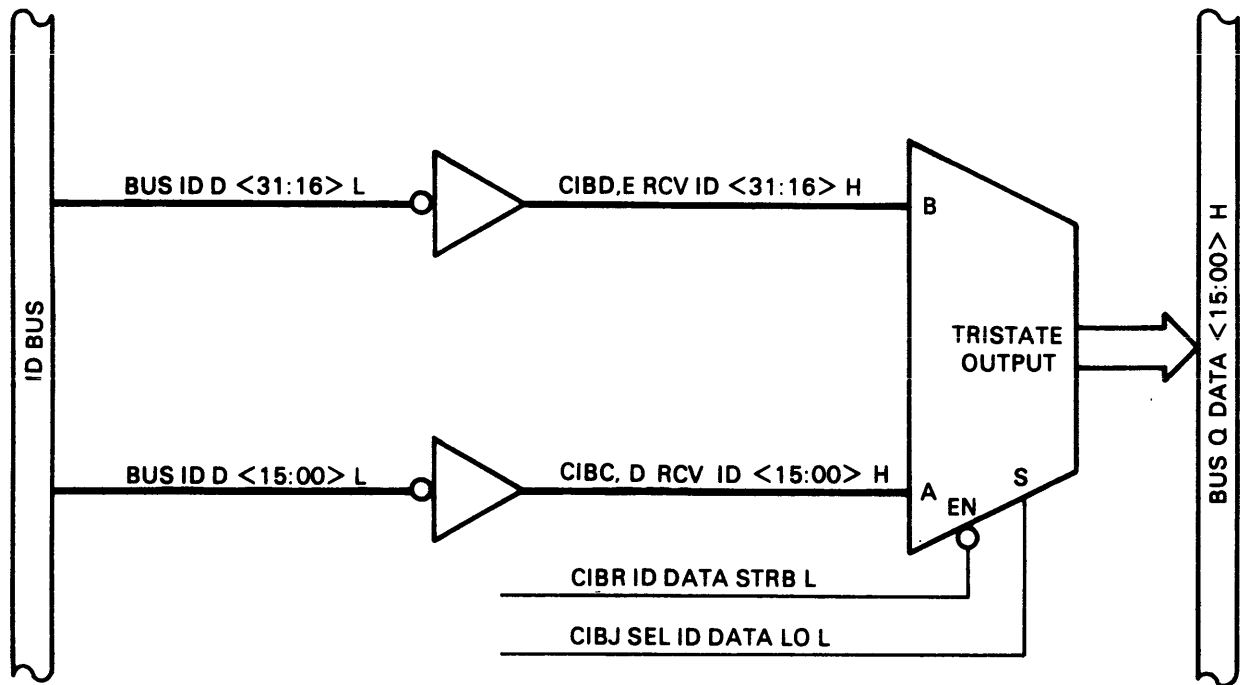 ID BUS
BUS ID D <31:16> L
CIBD,E RCV ID <31:16> H
B
TRISTATE
OUTPUT
BUS Q DATA <15:00> H
BUS ID D <15:00> L
CIBC, D RCV ID <15:00> H
A
EN
S
CIBR ID DATA STRB L
CIBJ SEL ID DATA LO L